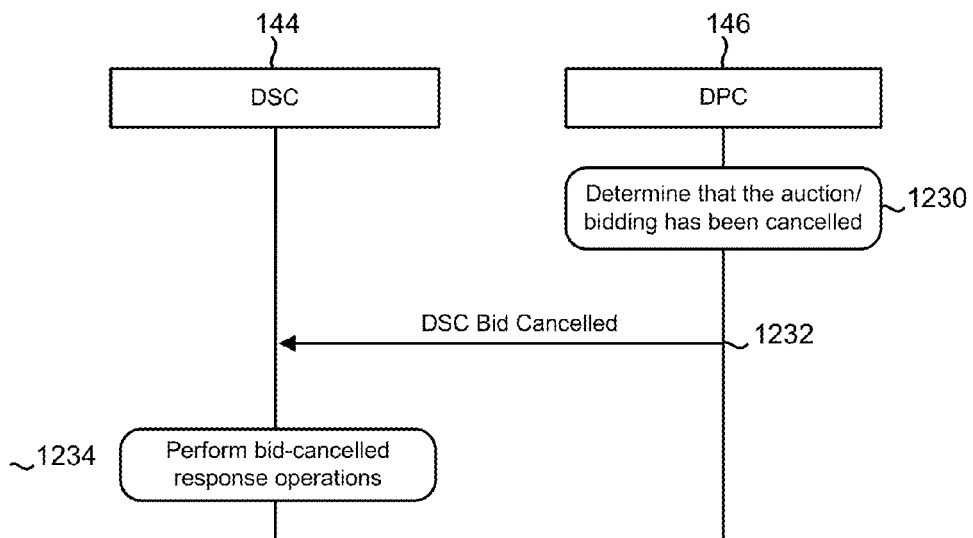 144
146
DSC
DPC
Determine that the auction/
bidding has been cancelled
1230
DSC Bid Cancelled
1232
1234
Perform bid-cancelled
response operations